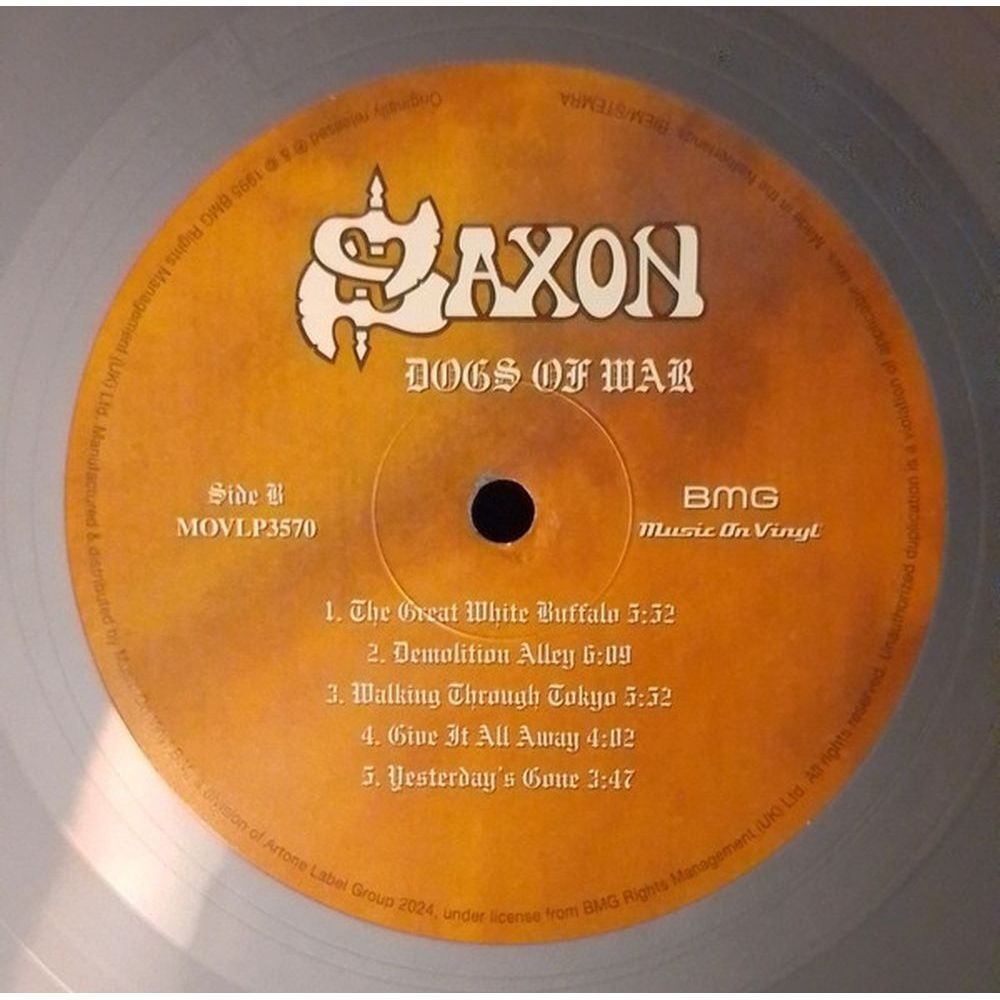 SAXON
DOGS OF WAR
Side B
MOVLP3570
BMG
Music On Vinyl
1. The Great White Buffalo 5:52
2. Demolition Alley 6:09
3. Walking Through Tokyo 5:52
4. Give It All Away 4:02
5. Yesterday's Gone 3:47
Originally released ℗ & © 1995 BMG Rights Management (UK) Ltd. Manufactured & distributed by Music On Vinyl B.V. A division of Artone Label Group 2024, under license from BMG Rights Management (UK) Ltd. All rights reserved. Unauthorized duplication is a violation of applicable laws. Made in the Netherlands. BIEM/STEMRA